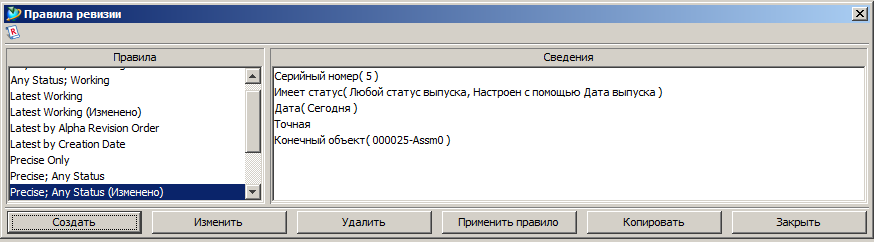 Правила ревизии
Правила
Сведения
Any Status; Working
Latest Working
Latest Working (Изменено)
Latest by Alpha Revision Order
Latest by Creation Date
Precise Only
Precise; Any Status
Precise; Any Status (Изменено)
Серийный номер( 5 )
Имеет статус( Любой статус выпуска, Настроен с помощью Дата выпуска )
Дата( Сегодня )
Точная
Конечный объект( 000025-Assm0 )
Создать
Изменить
Удалить
Применить правило
Копировать
Закрыть